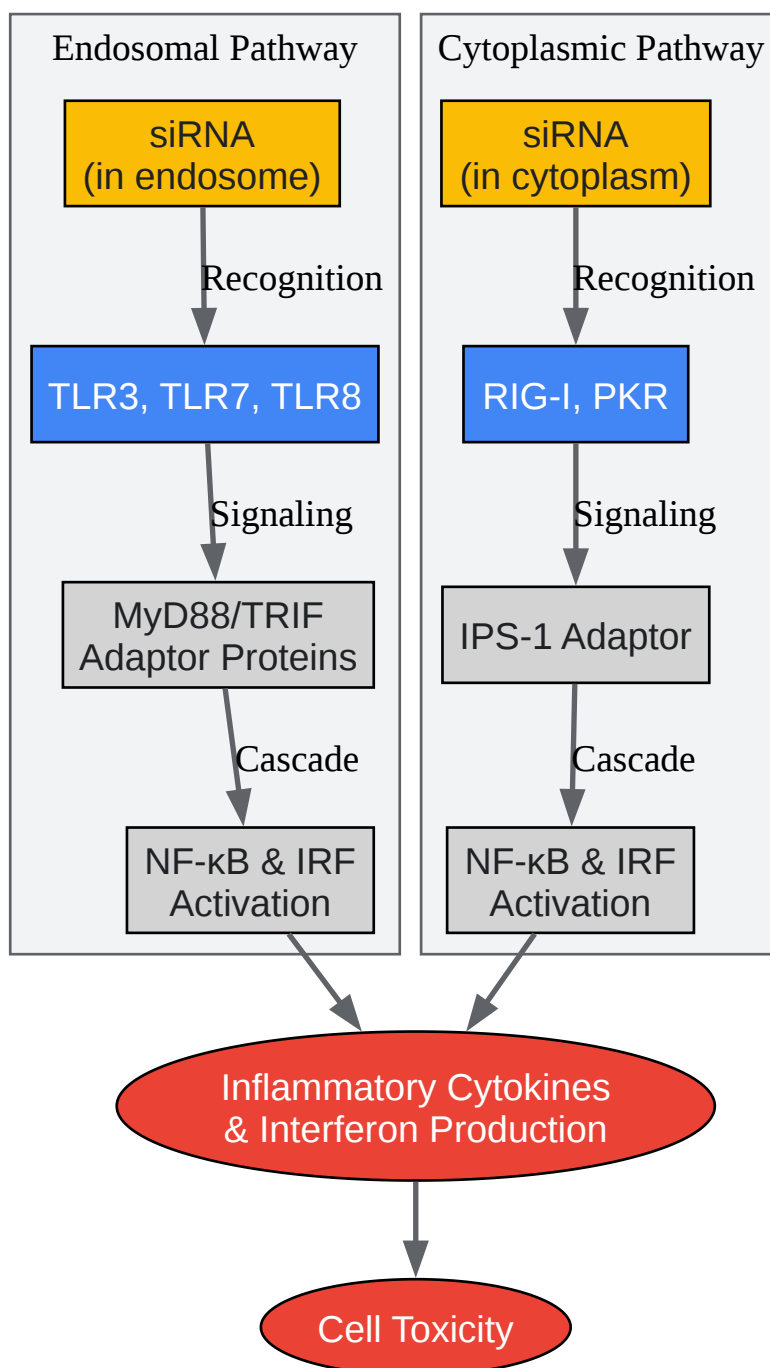 Endosomal Pathway
siRNA
(in endosome)
Recognition
TLR3, TLR7, TLR8
Signaling
MyD88/TRIF
Adaptor Proteins
Cascade
NF-κB & IRF
Activation
Cytoplasmic Pathway
siRNA
(in cytoplasm)
Recognition
RIG-I, PKR
Signaling
IPS-1 Adaptor
Cascade
NF-κB & IRF
Activation
Inflammatory Cytokines
& Interferon Production
Cell Toxicity